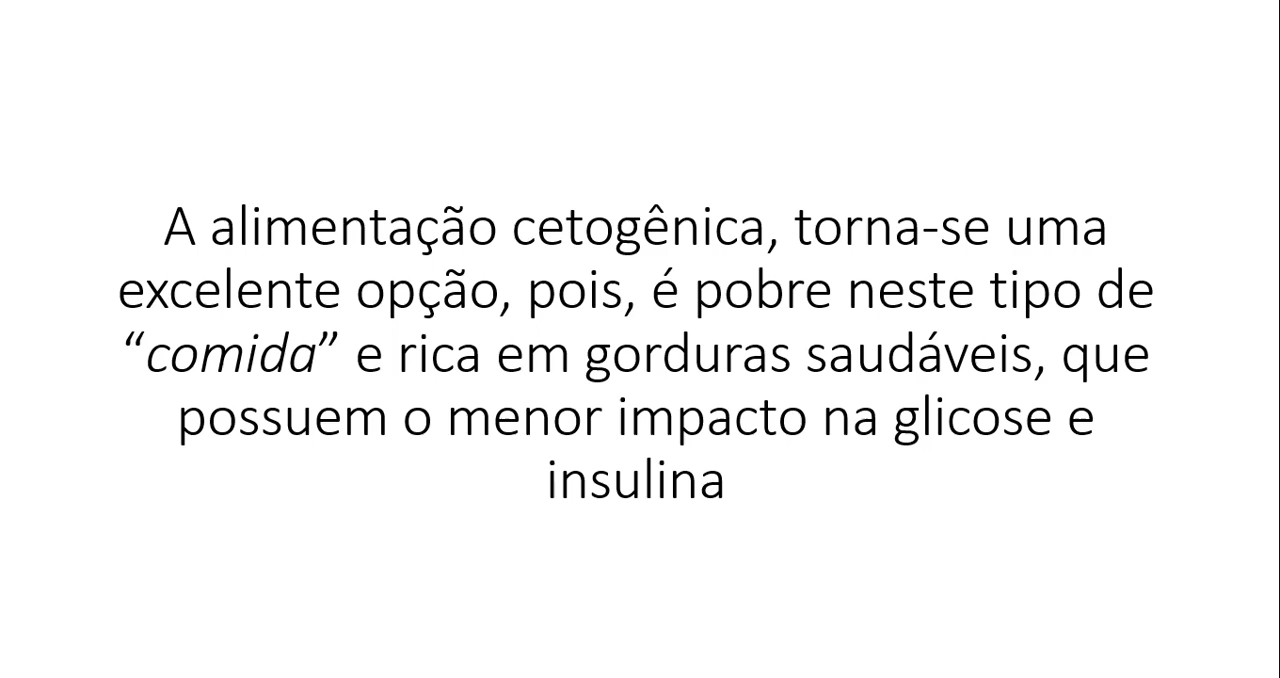 A alimentação cetogênica, torna-se uma
excelente opção, pois, é pobre neste tipo de
“comida” e rica em gorduras saudáveis, que
possuem o menor impacto na glicose e
insulina